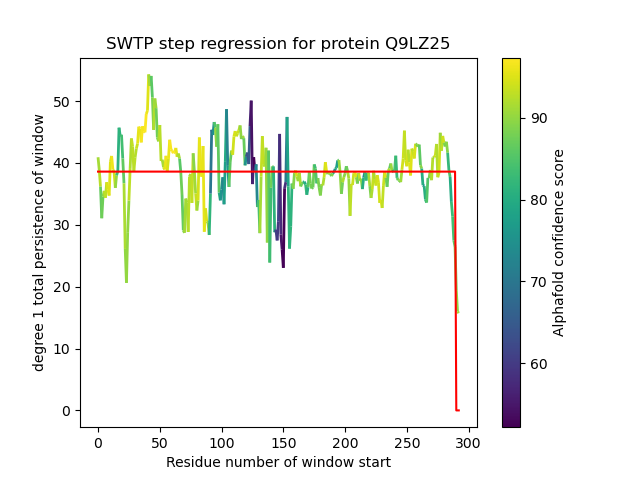 SWTP step regression for protein Q9LZ25
degree 1 total persistence of window
50
40
30
20
10
0
0 50 100 150 200 250 300
Residue number of window start
90
80
70
60
Alphafold confidence score